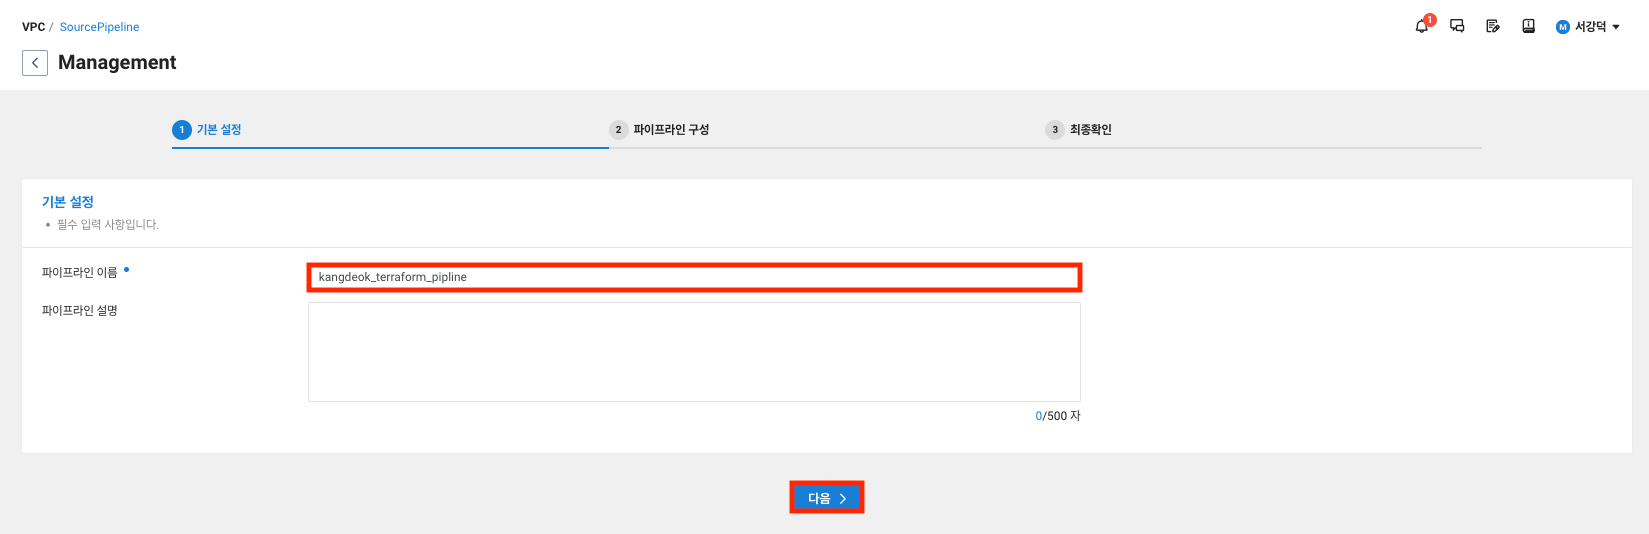 VPC / SourcePipeline
1
M 서강덕
Management
1 기본 설정
2 파이프라인 구성
3 최종확인
기본 설정
• 필수 입력 사항입니다.
파이프라인 이름
kangdeok_terraform_pipline
파이프라인 설명
0/500 자
다음 >